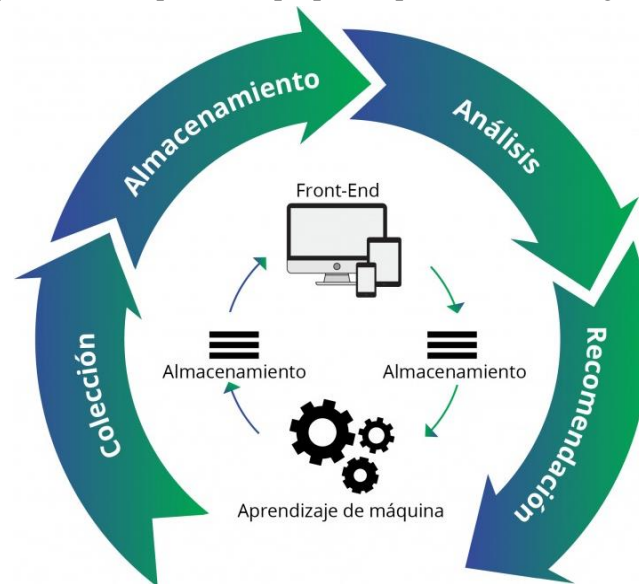 Almacenamiento
Análisis
Front-End
Almacenamiento
Almacenamiento
Colección
Recomendación
Aprendizaje de máquina